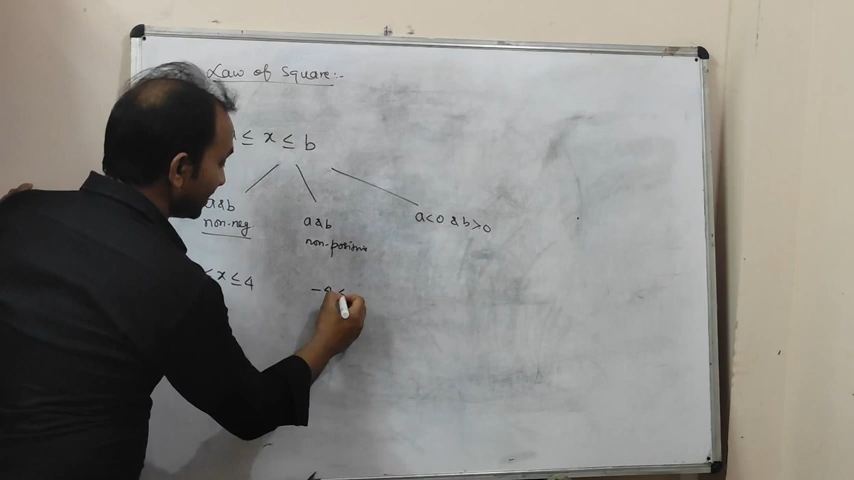 Law of Square:-
≤ x ≤ b
a&b
non-neg
a&b
non-positive
a<0 & b>0
≤ x ≤ 4